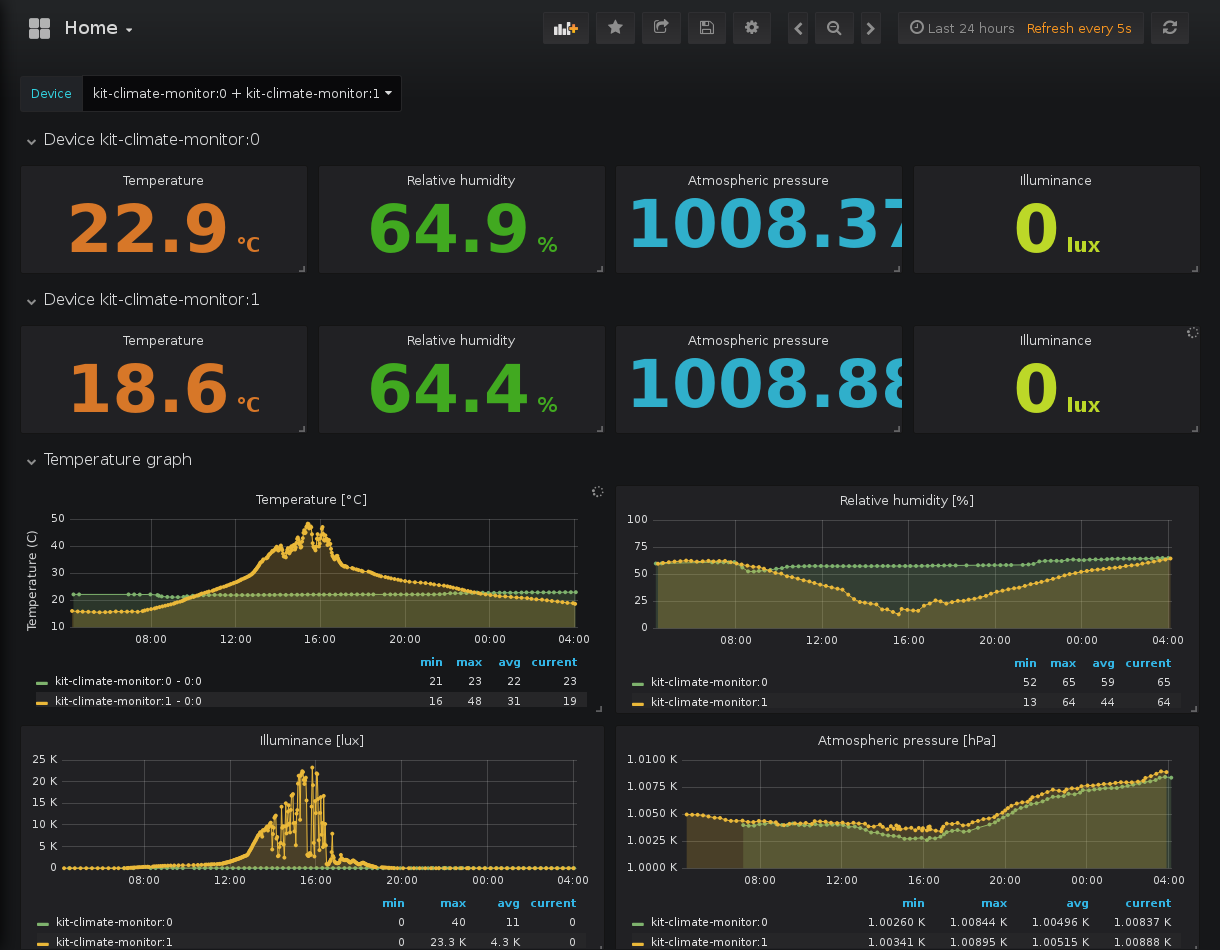 Home
Last 24 hours Refresh every 5s
Device kit-climate-monitor:0 + kit-climate-monitor:1
Device kit-climate-monitor:0
Temperature Relative humidity Atmospheric pressure Illuminance
22.9 °C 64.9 % 1008.37 0 lux
Device kit-climate-monitor:1
Temperature Relative humidity Atmospheric pressure Illuminance
18.6 °C 64.4 % 1008.88 0 lux
Temperature graph
Temperature [°C]
Temperature (C)
50
40
30
20
10
08:00 12:00 16:00 20:00 00:00 04:00
min max avg current
kit-climate-monitor:0 - 0:0 21 23 22 23
kit-climate-monitor:1 - 0:0 16 48 31 19
Relative humidity [%]
100
75
50
25
0
08:00 12:00 16:00 20:00 00:00 04:00
min max avg current
kit-climate-monitor:0 52 65 59 65
kit-climate-monitor:1 13 64 44 64
Illuminance [lux]
25 K
20 K
15 K
10 K
5 K
0
08:00 12:00 16:00 20:00 00:00 04:00
min max avg current
kit-climate-monitor:0 0 40 11 0
kit-climate-monitor:1 0 23.3 K 4.3 K 0
Atmospheric pressure [hPa]
1.0100 K
1.0075 K
1.0050 K
1.0025 K
1.0000 K
08:00 12:00 16:00 20:00 00:00 04:00
min max avg current
kit-climate-monitor:0 1.00260 K 1.00844 K 1.00496 K 1.00837 K
kit-climate-monitor:1 1.00341 K 1.00895 K 1.00515 K 1.00888 K